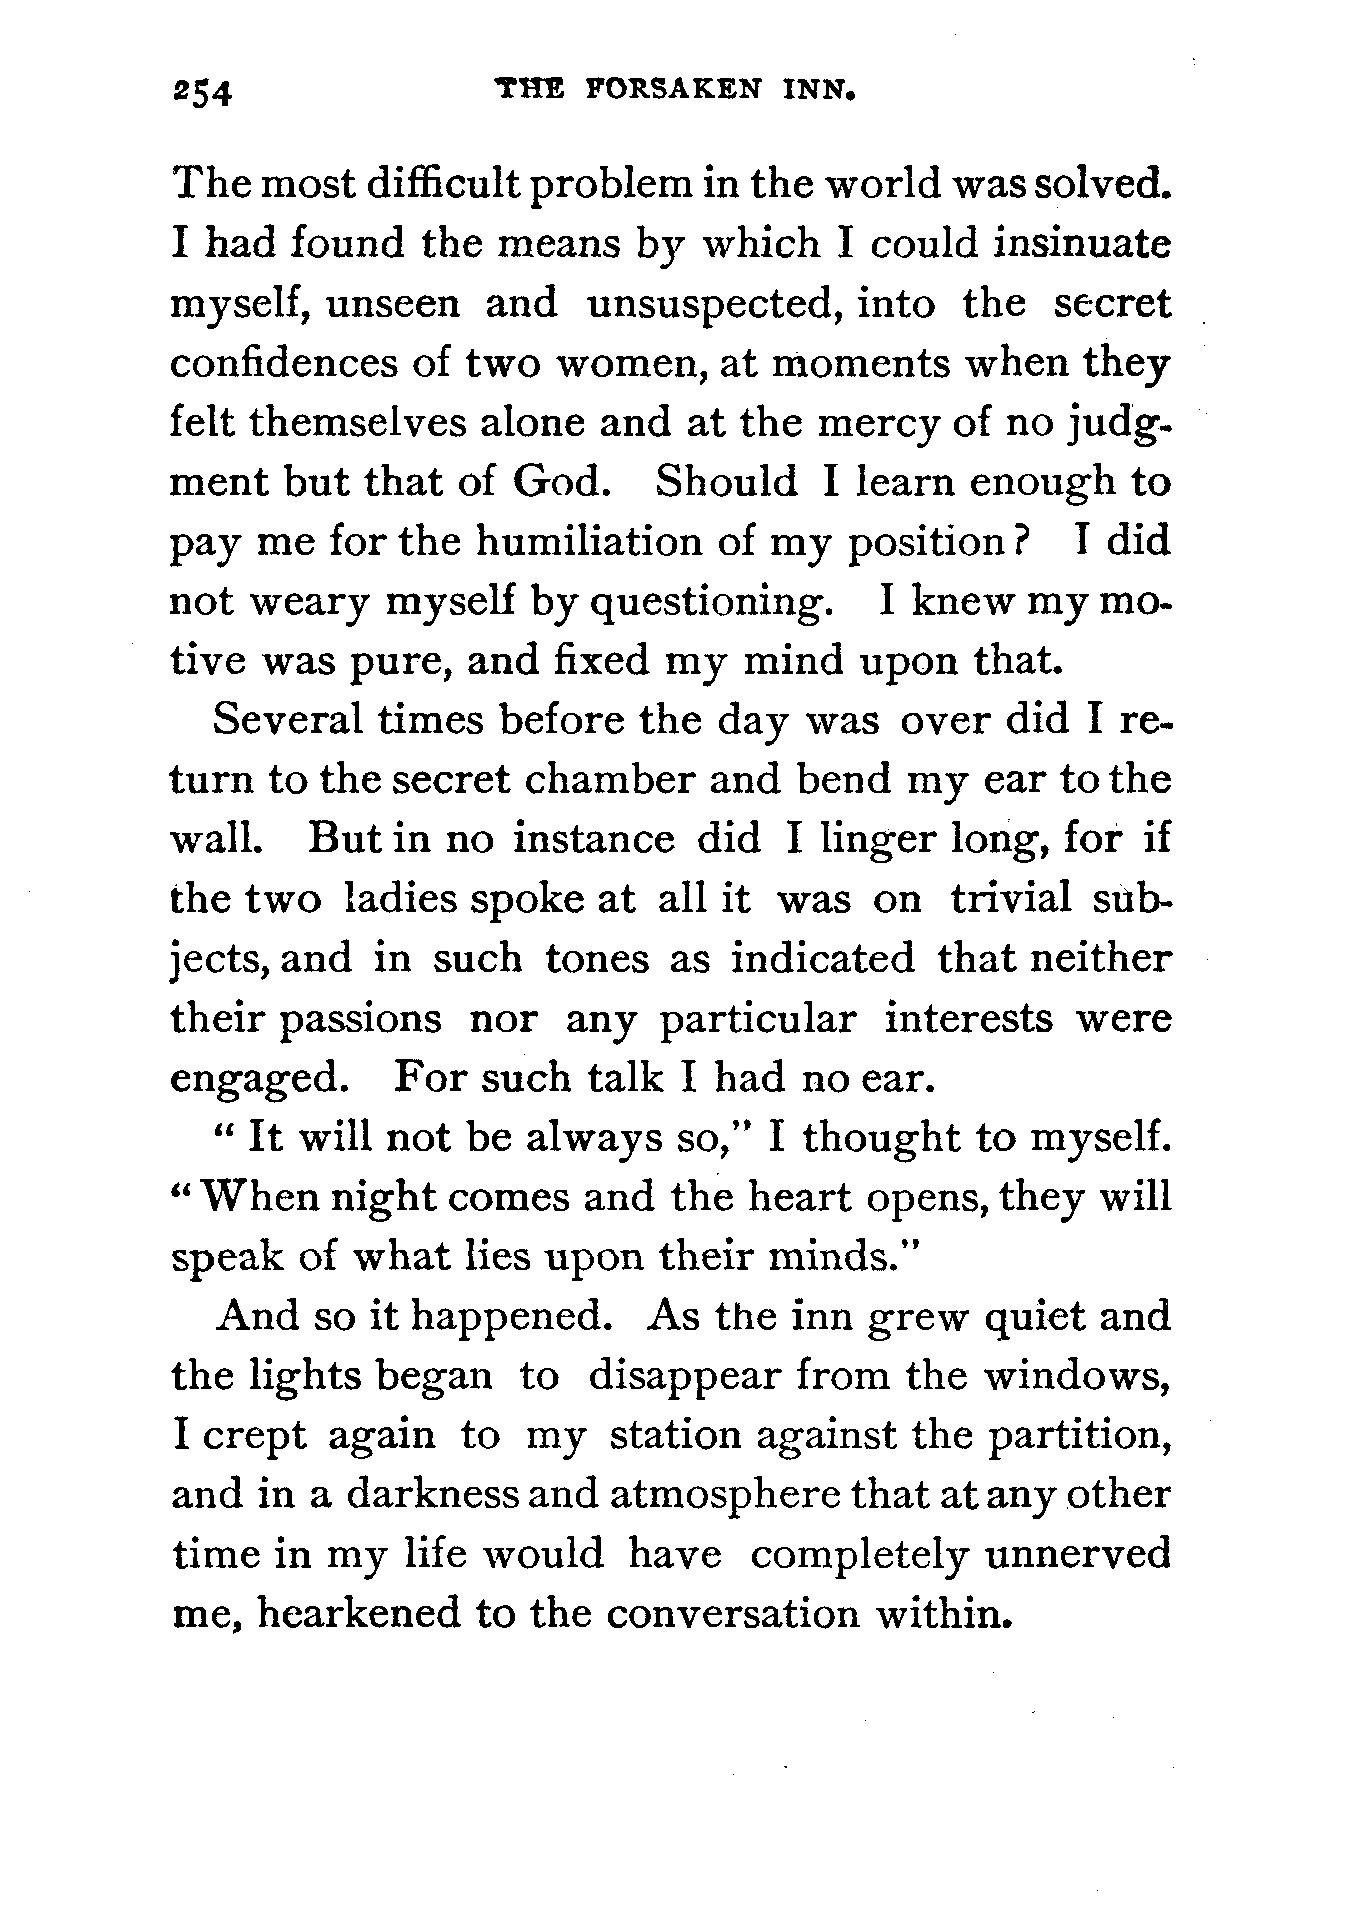 254 THE FORSAKEN INN.
The most difficult problem in the world was solved.
I had found the means by which I could insinuate
myself, unseen and unsuspected, into the secret
confidences of two women, at moments when they
felt themselves alone and at the mercy of no judg-
ment but that of God. Should I learn enough to
pay me for the humiliation of my position? I did
not weary myself by questioning. I knew my mo-
tive was pure, and fixed my mind upon that.
Several times before the day was over did I re-
turn to the secret chamber and bend my ear to the
wall. But in no instance did I linger long, for if
the two ladies spoke at all it was on trivial sub-
jects, and in such tones as indicated that neither
their passions nor any particular interests were
engaged. For such talk I had no ear.
“ It will not be always so,” I thought to myself.
“ When night comes and the heart opens, they will
speak of what lies upon their minds.”
And so it happened. As the inn grew quiet and
the lights began to disappear from the windows,
I crept again to my station against the partition,
and in a darkness and atmosphere that at any other
time in my life would have completely unnerved
me, hearkened to the conversation within.